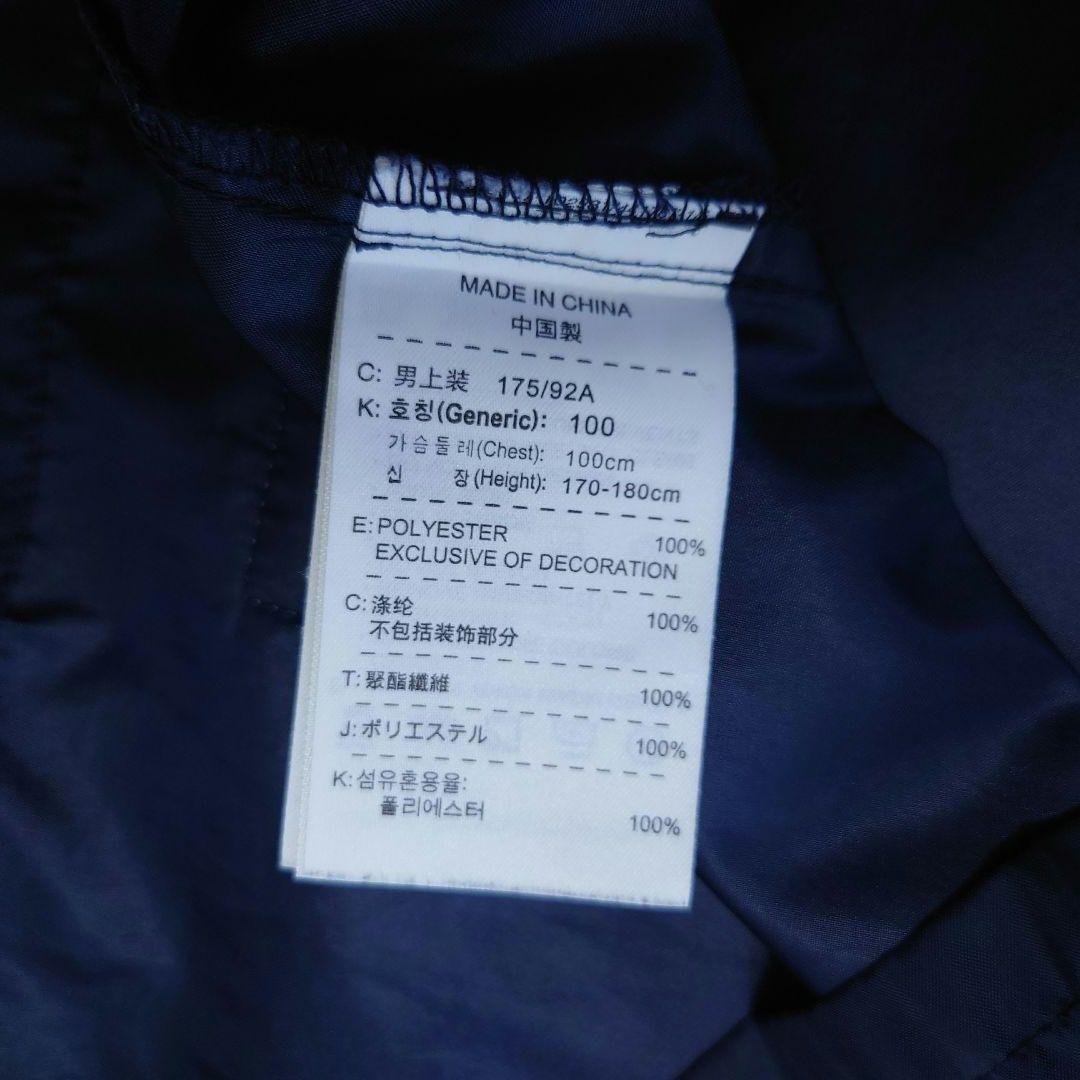 MADE IN CHINA
中国製
C: 男上装 175/92A
K: 호칭(Generic): 100
가슴둘레(Chest): 100cm
신 장(Height): 170-180cm
E: POLYESTER 100%
EXCLUSIVE OF DECORATION
C: 涤纶 100%
不包括装饰部分
T: 聚酯纖維 100%
J: ポリエステル 100%
K: 섬유혼용율:
폴리에스터 100%